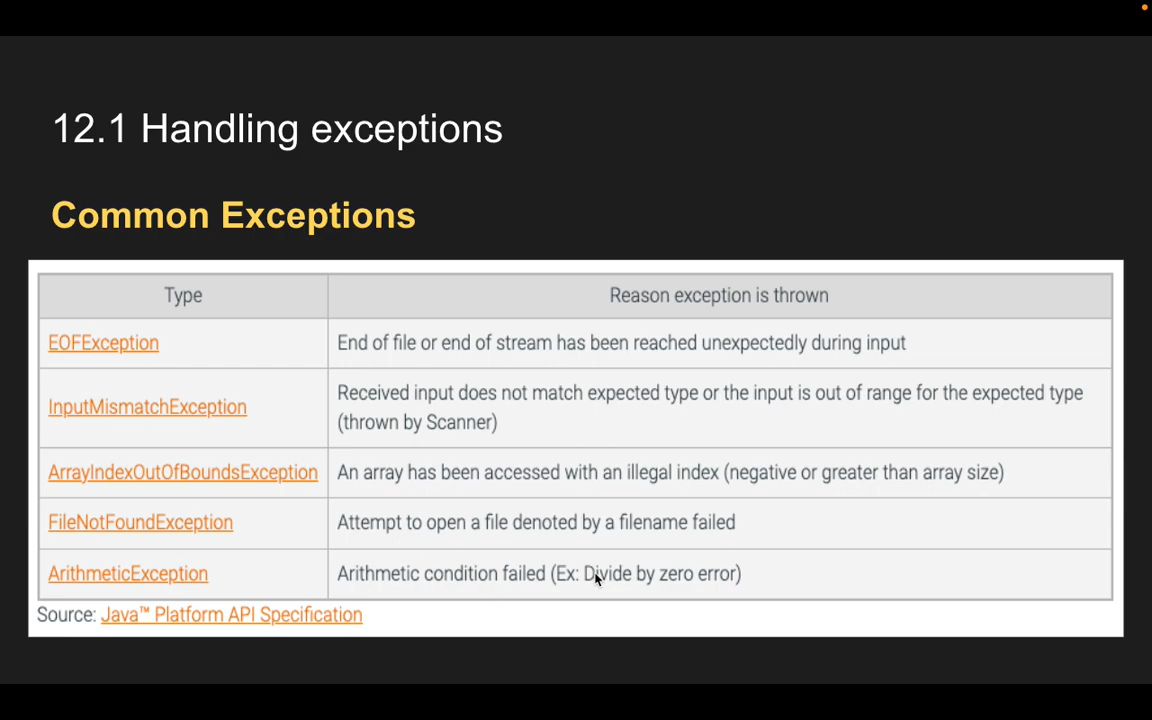 12.1 Handling exceptions
Common Exceptions
Type Reason exception is thrown
EOFException End of file or end of stream has been reached unexpectedly during input
InputMismatchException Received input does not match expected type or the input is out of range for the expected type
(thrown by Scanner)
ArrayIndexOutOfBoundsException An array has been accessed with an illegal index (negative or greater than array size)
FileNotFoundException Attempt to open a file denoted by a filename failed
ArithmeticException Arithmetic condition failed (Ex: Divide by zero error)
Source: Java™ Platform API Specification